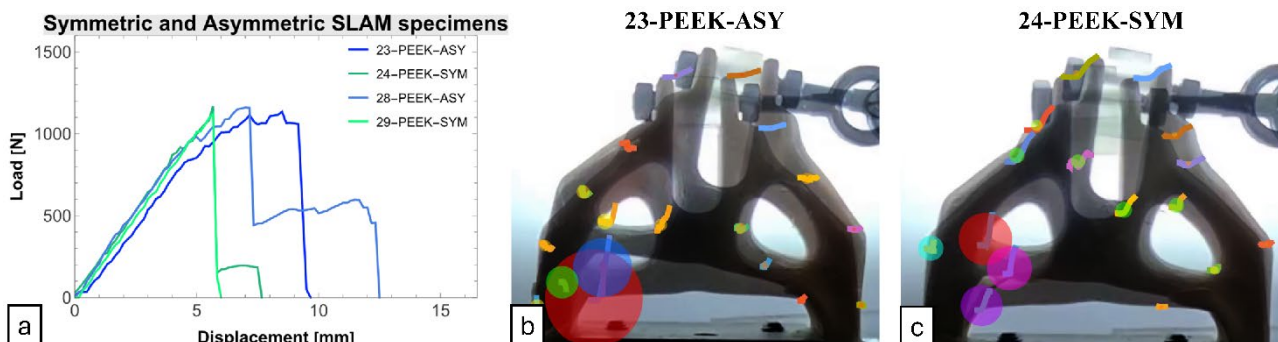 Symmetric and Asymmetric SLAM specimens
1500
1000
500
0
0
5
10
15
Load [N]
Displacement [mm]
23-PEEK-ASY
24-PEEK-SYM
28-PEEK-ASY
29-PEEK-SYM
a
23-PEEK-ASY
b
24-PEEK-SYM
c